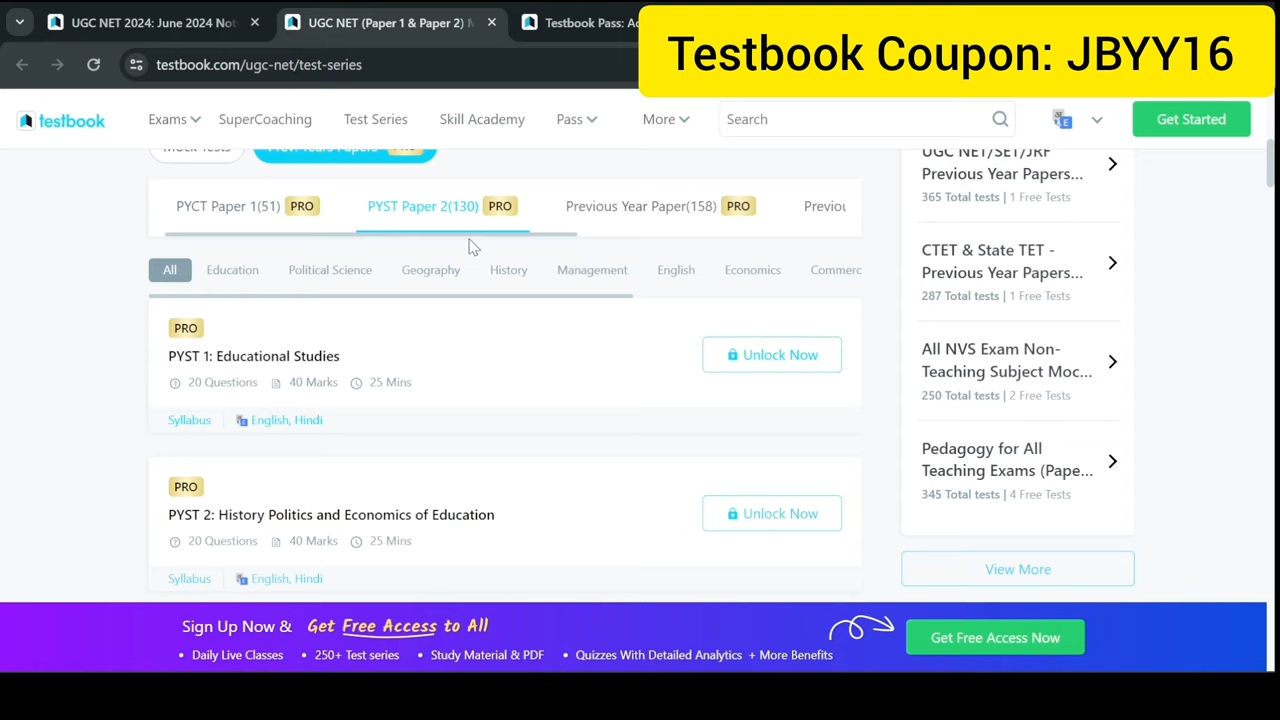 UGC NET 2024: June 2024 Not
UGC NET (Paper 1 & Paper 2) M
Testbook Pass: Ac
Testbook Coupon: JBYY16
testbook.com/ugc-net/test-series
testbook
Exams
SuperCoaching
Test Series
Skill Academy
Pass
More
Search
Get Started
Mock Tests
PRO
PYCT Paper 1(51) PRO
PYST Paper 2(130) PRO
Previous Year Paper(158) PRO
Previou
All
Education
Political Science
Geography
History
Management
English
Economics
Commerc
PRO
PYST 1: Educational Studies
20 Questions
40 Marks
25 Mins
Unlock Now
Syllabus
English, Hindi
PRO
PYST 2: History Politics and Economics of Education
20 Questions
40 Marks
25 Mins
Unlock Now
Syllabus
English, Hindi
UGC NET/SET/JRF
Previous Year Papers...
365 Total tests | 1 Free Tests
CTET & State TET -
Previous Year Papers...
287 Total tests | 1 Free Tests
All NVS Exam Non-
Teaching Subject Moc...
250 Total tests | 2 Free Tests
Pedagogy for All
Teaching Exams (Pape...
345 Total tests | 4 Free Tests
View More
Sign Up Now & Get Free Access to All
• Daily Live Classes • 250+ Test series • Study Material & PDF • Quizzes With Detailed Analytics + More Benefits
Get Free Access Now